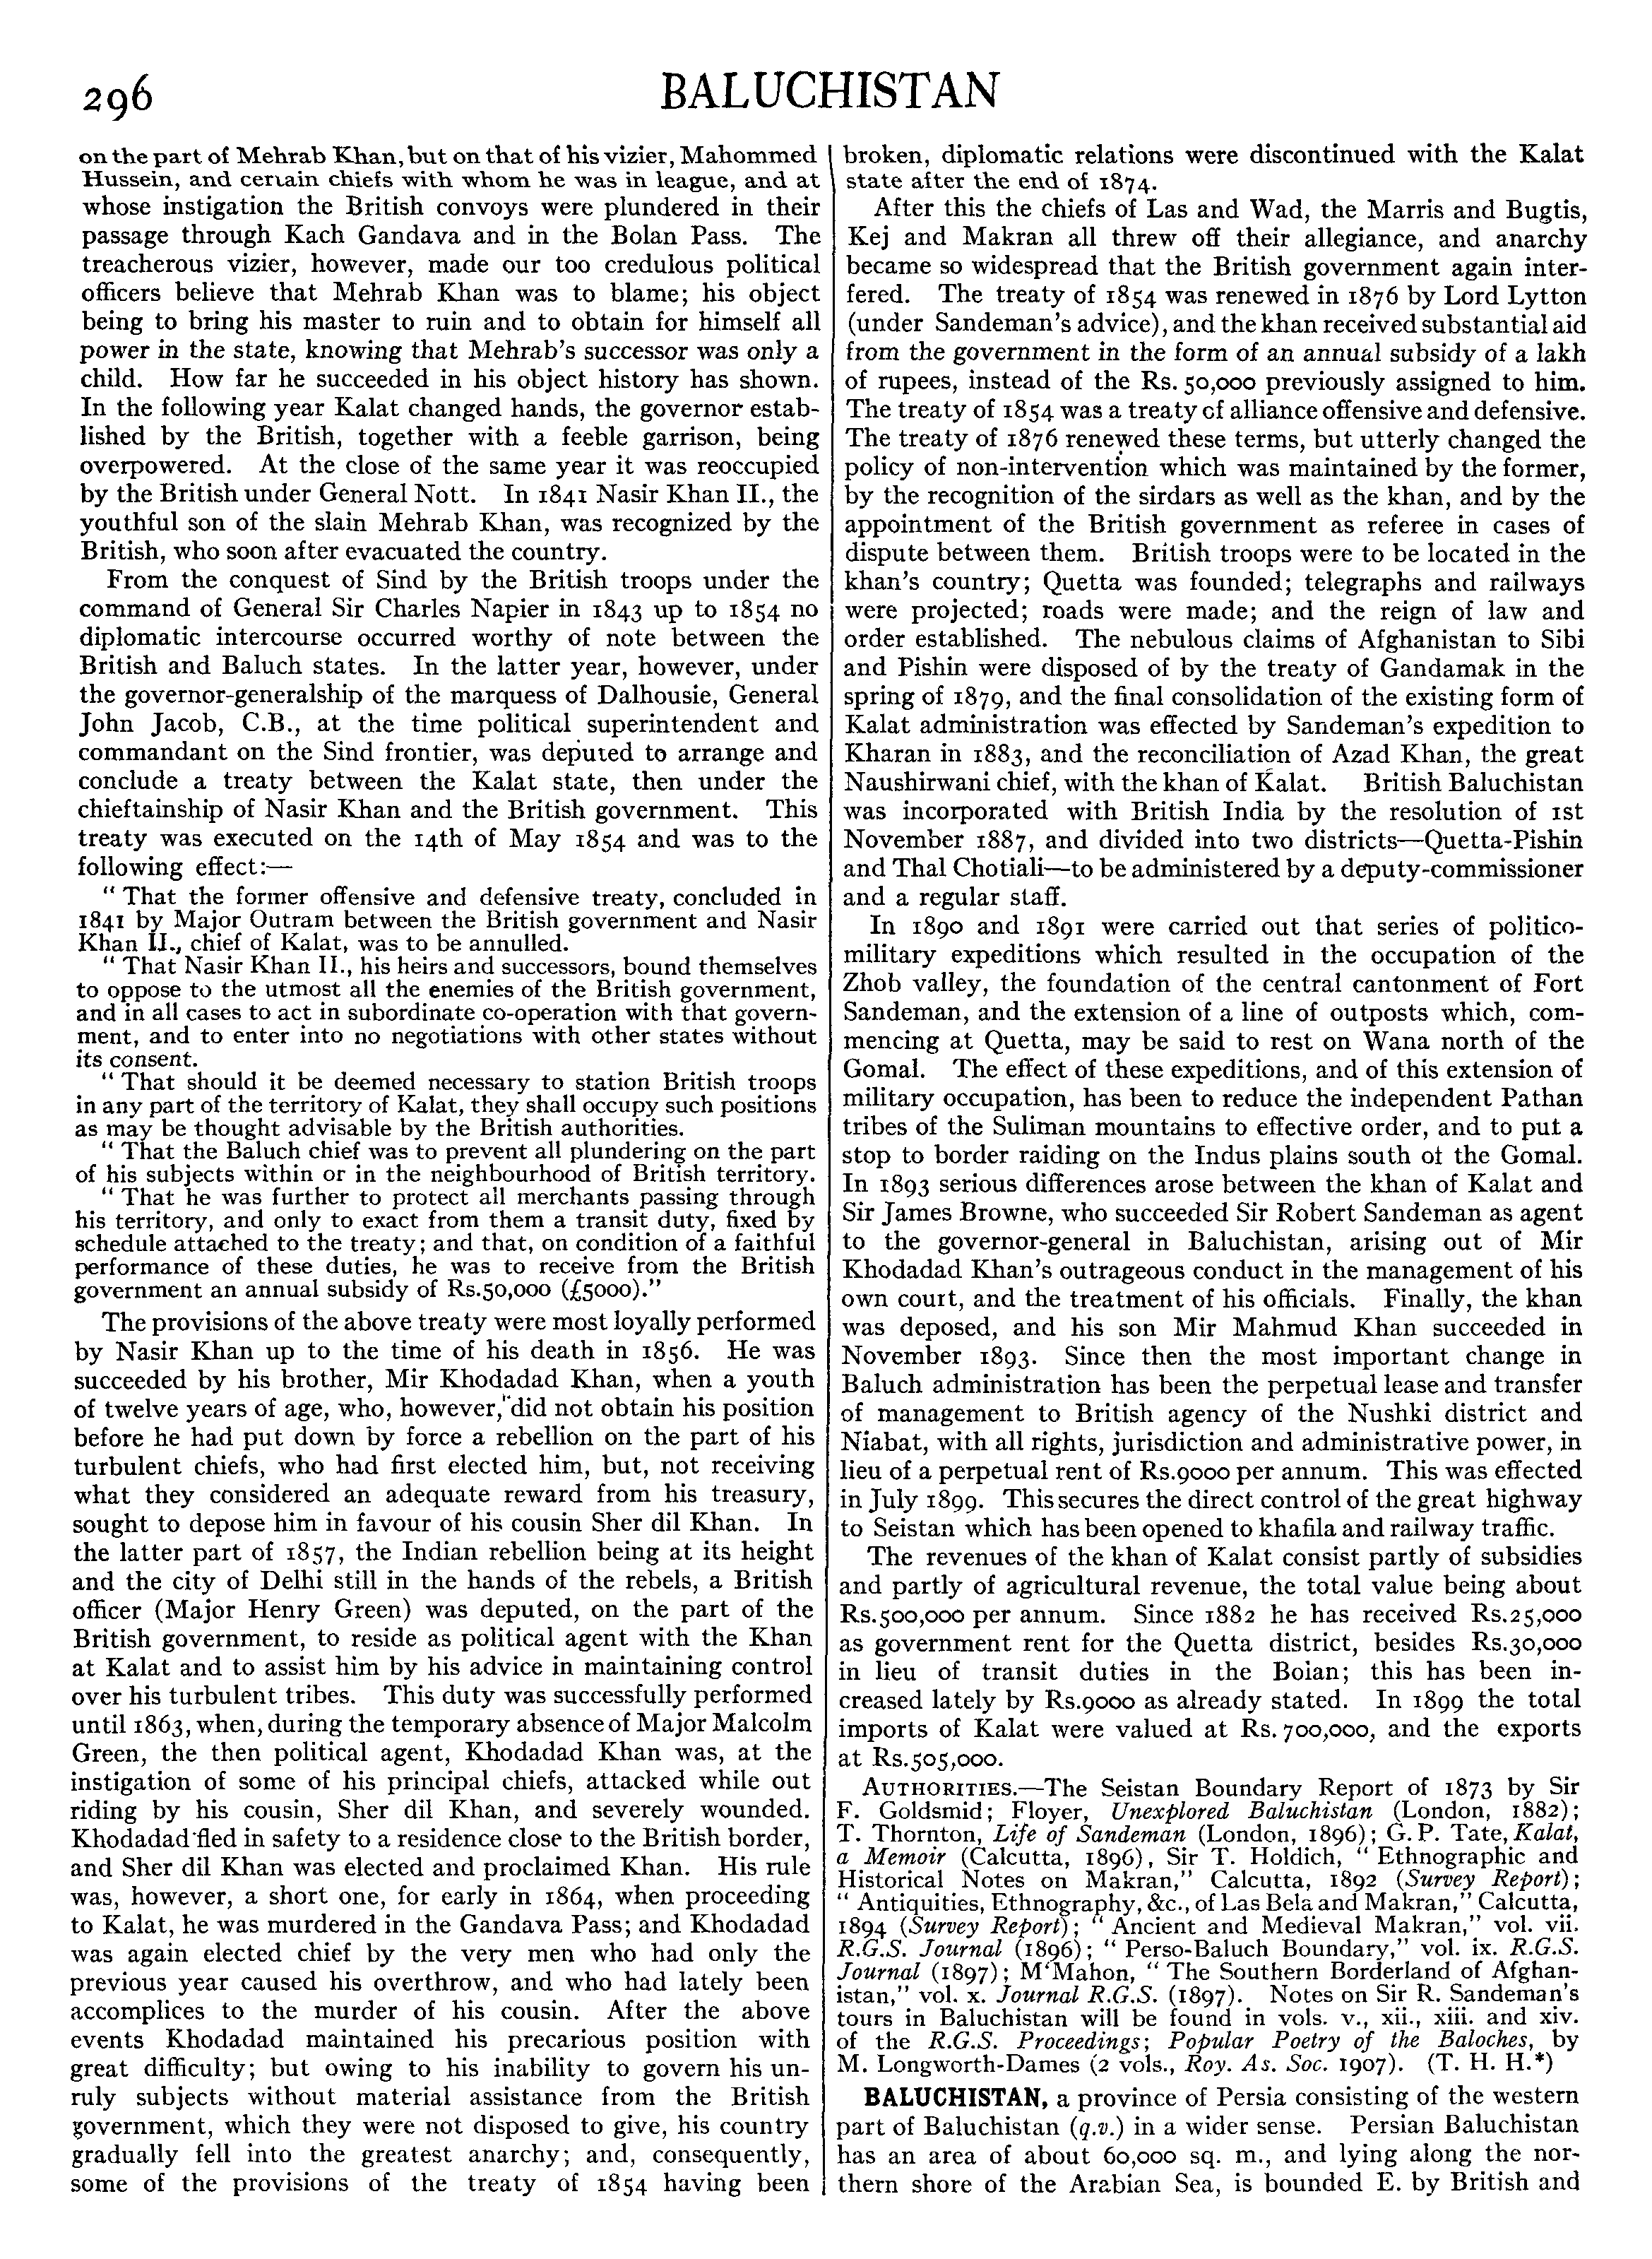 296
BALUCHISTAN
on the part of Mehrab Khan, but on that of his vizier, Mahommed
Hussein, and certain chiefs with whom he was in league, and at
whose instigation the British convoys were plundered in their
passage through Kach Gandava and in the Bolan Pass. The
treacherous vizier, however, made our too credulous political
officers believe that Mehrab Khan was to blame; his object
being to bring his master to ruin and to obtain for himself all
power in the state, knowing that Mehrab's successor was only a
child. How far he succeeded in his object history has shown.
In the following year Kalat changed hands, the governor estab-
lished by the British, together with a feeble garrison, being
overpowered. At the close of the same year it was reoccupied
by the British under General Nott. In 1841 Nasir Khan II., the
youthful son of the slain Mehrab Khan, was recognized by the
British, who soon after evacuated the country.
From the conquest of Sind by the British troops under the
command of General Sir Charles Napier in 1843 up to 1854 no
diplomatic intercourse occurred worthy of note between the
British and Baluch states. In the latter year, however, under
the governor-generalship of the marquess of Dalhousie, General
John Jacob, C.B., at the time political superintendent and
commandant on the Sind frontier, was deputed to arrange and
conclude a treaty between the Kalat state, then under the
chieftainship of Nasir Khan and the British government. This
treaty was executed on the 14th of May 1854 and was to the
following effect:—
“ That the former offensive and defensive treaty, concluded in
1841 by Major Outram between the British government and Nasir
Khan II., chief of Kalat, was to be annulled.
“ That Nasir Khan II., his heirs and successors, bound themselves
to oppose to the utmost all the enemies of the British government,
and in all cases to act in subordinate co-operation with that govern-
ment, and to enter into no negotiations with other states without
its consent.
“ That should it be deemed necessary to station British troops
in any part of the territory of Kalat, they shall occupy such positions
as may be thought advisable by the British authorities.
“ That the Baluch chief was to prevent all plundering on the part
of his subjects within or in the neighbourhood of British territory.
“ That he was further to protect all merchants passing through
his territory, and only to exact from them a transit duty, fixed by
schedule attached to the treaty; and that, on condition of a faithful
performance of these duties, he was to receive from the British
government an annual subsidy of Rs.50,000 (£5000).”
The provisions of the above treaty were most loyally performed
by Nasir Khan up to the time of his death in 1856. He was
succeeded by his brother, Mir Khodadad Khan, when a youth
of twelve years of age, who, however, did not obtain his position
before he had put down by force a rebellion on the part of his
turbulent chiefs, who had first elected him, but, not receiving
what they considered an adequate reward from his treasury,
sought to depose him in favour of his cousin Sher dil Khan. In
the latter part of 1857, the Indian rebellion being at its height
and the city of Delhi still in the hands of the rebels, a British
officer (Major Henry Green) was deputed, on the part of the
British government, to reside as political agent with the Khan
at Kalat and to assist him by his advice in maintaining control
over his turbulent tribes. This duty was successfully performed
until 1863, when, during the temporary absence of Major Malcolm
Green, the then political agent, Khodadad Khan was, at the
instigation of some of his principal chiefs, attacked while out
riding by his cousin, Sher dil Khan, and severely wounded.
Khodadad fled in safety to a residence close to the British border,
and Sher dil Khan was elected and proclaimed Khan. His rule
was, however, a short one, for early in 1864, when proceeding
to Kalat, he was murdered in the Gandava Pass; and Khodadad
was again elected chief by the very men who had only the
previous year caused his overthrow, and who had lately been
accomplices to the murder of his cousin. After the above
events Khodadad maintained his precarious position with
great difficulty; but owing to his inability to govern his un-
ruly subjects without material assistance from the British
government, which they were not disposed to give, his country
gradually fell into the greatest anarchy; and, consequently,
some of the provisions of the treaty of 1854 having been
broken, diplomatic relations were discontinued with the Kalat
state after the end of 1874.
After this the chiefs of Las and Wad, the Marris and Bugtis,
Kej and Makran all threw off their allegiance, and anarchy
became so widespread that the British government again inter-
fered. The treaty of 1854 was renewed in 1876 by Lord Lytton
(under Sandeman's advice), and the khan received substantial aid
from the government in the form of an annual subsidy of a lakh
of rupees, instead of the Rs. 50,000 previously assigned to him.
The treaty of 1854 was a treaty of alliance offensive and defensive.
The treaty of 1876 renewed these terms, but utterly changed the
policy of non-intervention which was maintained by the former,
by the recognition of the sirdars as well as the khan, and by the
appointment of the British government as referee in cases of
dispute between them. British troops were to be located in the
khan's country; Quetta was founded; telegraphs and railways
were projected; roads were made; and the reign of law and
order established. The nebulous claims of Afghanistan to Sibi
and Pishin were disposed of by the treaty of Gandamak in the
spring of 1879, and the final consolidation of the existing form of
Kalat administration was effected by Sandeman's expedition to
Kharan in 1883, and the reconciliation of Azad Khan, the great
Naushirwani chief, with the khan of Kalat. British Baluchistan
was incorporated with British India by the resolution of 1st
November 1887, and divided into two districts—Quetta-Pishin
and Thal Chotiali—to be administered by a deputy-commissioner
and a regular staff.
In 1890 and 1891 were carried out that series of politico-
military expeditions which resulted in the occupation of the
Zhob valley, the foundation of the central cantonment of Fort
Sandeman, and the extension of a line of outposts which, com-
mencing at Quetta, may be said to rest on Wana north of the
Gomal. The effect of these expeditions, and of this extension of
military occupation, has been to reduce the independent Pathan
tribes of the Suliman mountains to effective order, and to put a
stop to border raiding on the Indus plains south of the Gomal.
In 1893 serious differences arose between the khan of Kalat and
Sir James Browne, who succeeded Sir Robert Sandeman as agent
to the governor-general in Baluchistan, arising out of Mir
Khodadad Khan's outrageous conduct in the management of his
own court, and the treatment of his officials. Finally, the khan
was deposed, and his son Mir Mahmud Khan succeeded in
November 1893. Since then the most important change in
Baluch administration has been the perpetual lease and transfer
of management to British agency of the Nushki district and
Niabat, with all rights, jurisdiction and administrative power, in
lieu of a perpetual rent of Rs.9000 per annum. This was effected
in July 1899. This secures the direct control of the great highway
to Seistan which has been opened to khafila and railway traffic.
The revenues of the khan of Kalat consist partly of subsidies
and partly of agricultural revenue, the total value being about
Rs.500,000 per annum. Since 1882 he has received Rs.25,000
as government rent for the Quetta district, besides Rs.30,000
in lieu of transit duties in the Bolan; this has been in-
creased lately by Rs.9000 as already stated. In 1899 the total
imports of Kalat were valued at Rs. 700,000, and the exports
at Rs.505,000.
AUTHORITIES.—The Seistan Boundary Report of 1873 by Sir
F. Goldsmid; Floyer, Unexplored Baluchistan (London, 1882);
T. Thornton, Life of Sandeman (London, 1896); G. P. Tate, Kalat,
a Memoir (Calcutta, 1896), Sir T. Holdich, “ Ethnographic and
Historical Notes on Makran,” Calcutta, 1892 (Survey Report);
“ Antiquities, Ethnography, &c., of Las Bela and Makran,” Calcutta,
1894 (Survey Report); “ Ancient and Medieval Makran,” vol. vii.
R.G.S. Journal (1896); “ Perso-Baluch Boundary,” vol. ix. R.G.S.
Journal (1897); M‘Mahon, “ The Southern Borderland of Afghan-
istan,” vol. x. Journal R.G.S. (1897). Notes on Sir R. Sandeman's
tours in Baluchistan will be found in vols. v., xii., xiii. and xiv.
of the R.G.S. Proceedings; Popular Poetry of the Baloches, by
M. Longworth-Dames (2 vols., Roy. As. Soc. 1907). (T. H. H.*)
BALUCHISTAN, a province of Persia consisting of the western
part of Baluchistan (q.v.) in a wider sense. Persian Baluchistan
has an area of about 60,000 sq. m., and lying along the nor-
thern shore of the Arabian Sea, is bounded E. by British and